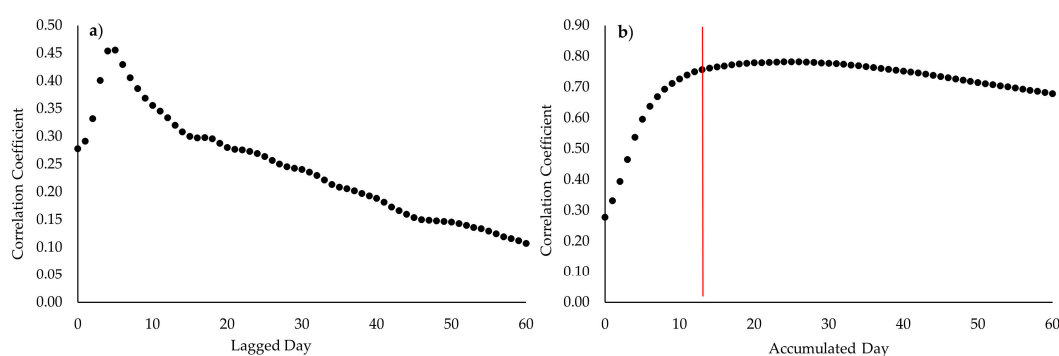 a)
0.50
0.45
0.40
0.35
0.30
0.25
0.20
0.15
0.10
0.05
0.00
Correlation Coefficient
0 10 20 30 40 50 60
Lagged Day
b)
0.90
0.80
0.70
0.60
0.50
0.40
0.30
0.20
0.10
0.00
Correlation Coefficient
0 10 20 30 40 50 60
Accumulated Day